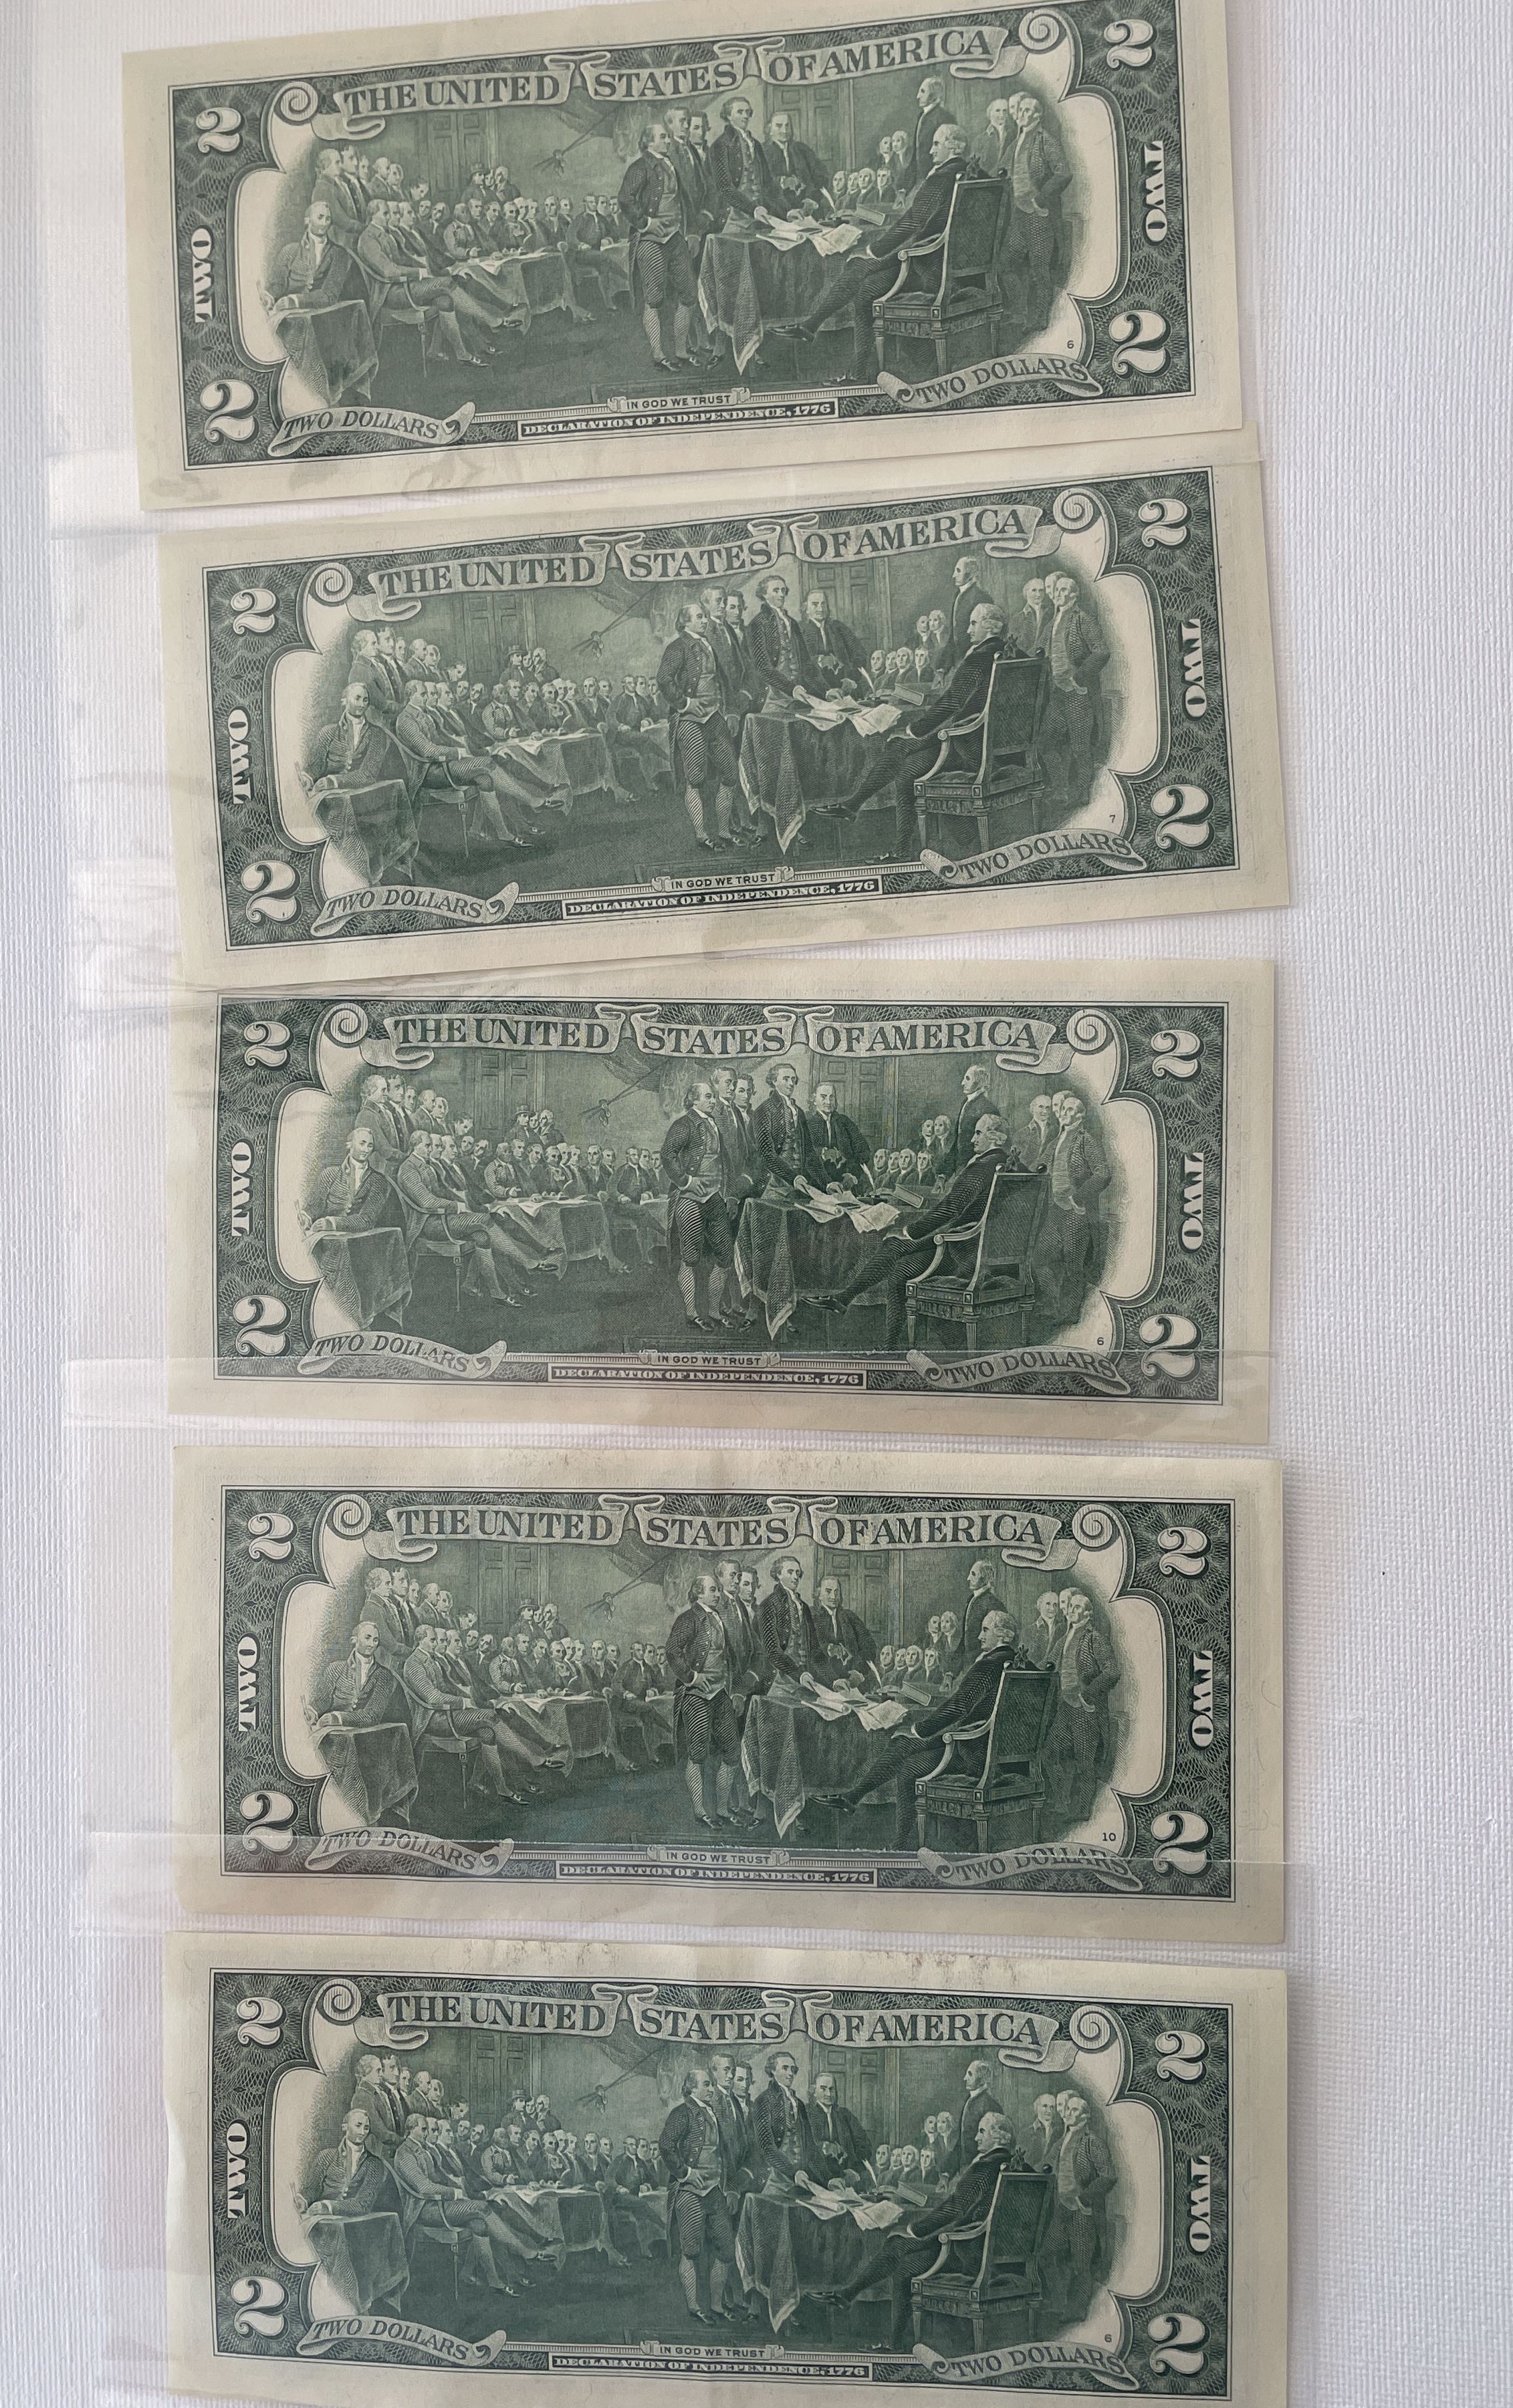 THE UNITED STATES OF AMERICA
2 2
TWO TWO
6
2 2
TWO DOLLARS IN GOD WE TRUST TWO DOLLARS
DECLARATION OF INDEPENDENCE, 1776
THE UNITED STATES OF AMERICA
2 2
TWO TWO
7
2 2
TWO DOLLARS IN GOD WE TRUST TWO DOLLARS
DECLARATION OF INDEPENDENCE, 1776
THE UNITED STATES OF AMERICA
2 2
TWO TWO
6
2 2
TWO DOLLARS IN GOD WE TRUST TWO DOLLARS
DECLARATION OF INDEPENDENCE, 1776
THE UNITED STATES OF AMERICA
2 2
TWO TWO
10
2 2
TWO DOLLARS IN GOD WE TRUST TWO DOLLARS
DECLARATION OF INDEPENDENCE, 1776
THE UNITED STATES OF AMERICA
2 2
TWO TWO
6
2 2
TWO DOLLARS IN GOD WE TRUST TWO DOLLARS
DECLARATION OF INDEPENDENCE, 1776